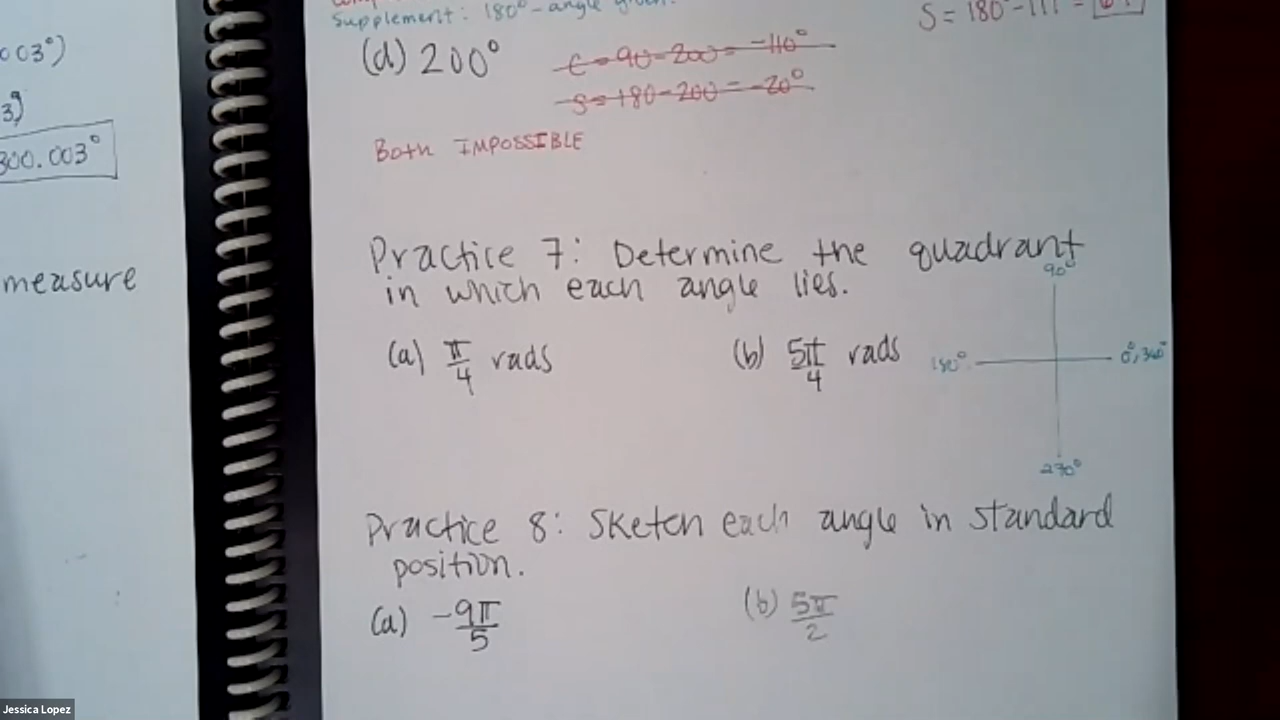 Supplement: 180°-angle given.
S = 180°-111°=
(d) 200°
C = 90-200 = -110°
S = 180-200 = -20°
Both IMPOSSIBLE
003°)
3)
300.003°
measure
Practice 7: Determine the quadrant
in which each angle lies.
(a) π/4 rads
(b) 5π/4 rads
90°
180°
0°, 360°
270°
Practice 8: Sketch each angle in standard
position.
(a) -9π/5
(b) 5π/2
Jessica Lopez